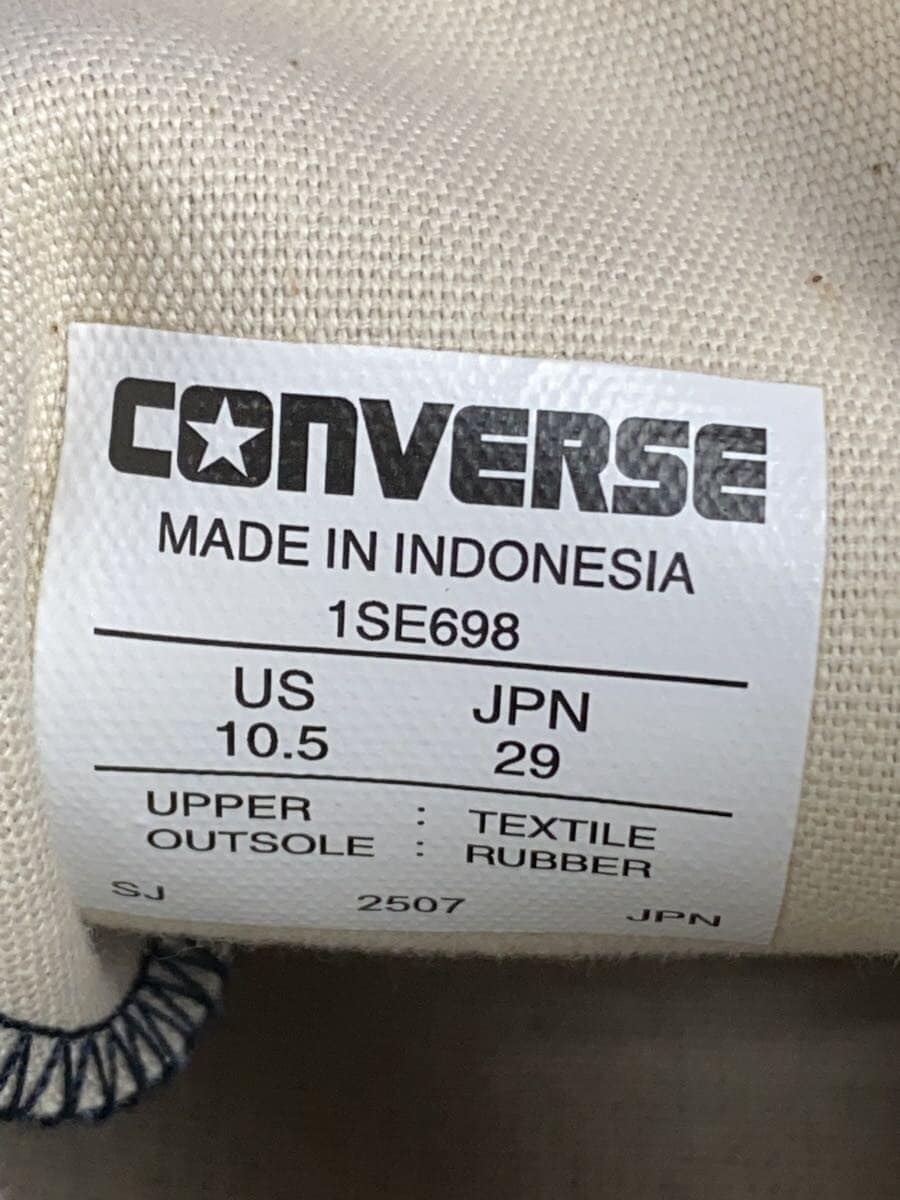 CONVERSE
MADE IN INDONESIA
1SE698
US JPN
10.5 29
UPPER : TEXTILE
OUTSOLE : RUBBER
SJ 2507 JPN